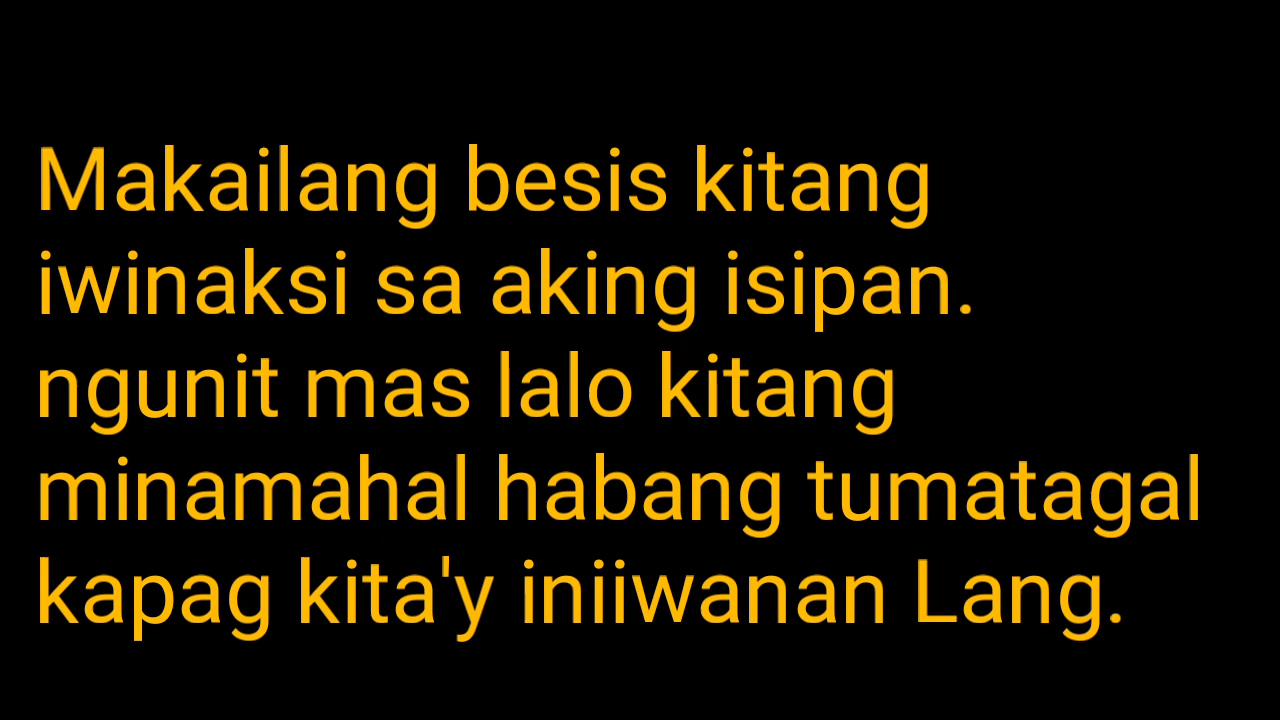 Makailang besis kitang
iwinaksi sa aking isipan.
ngunit mas lalo kitang
minamahal habang tumatagal
kapag kita'y iniiwanan Lang.